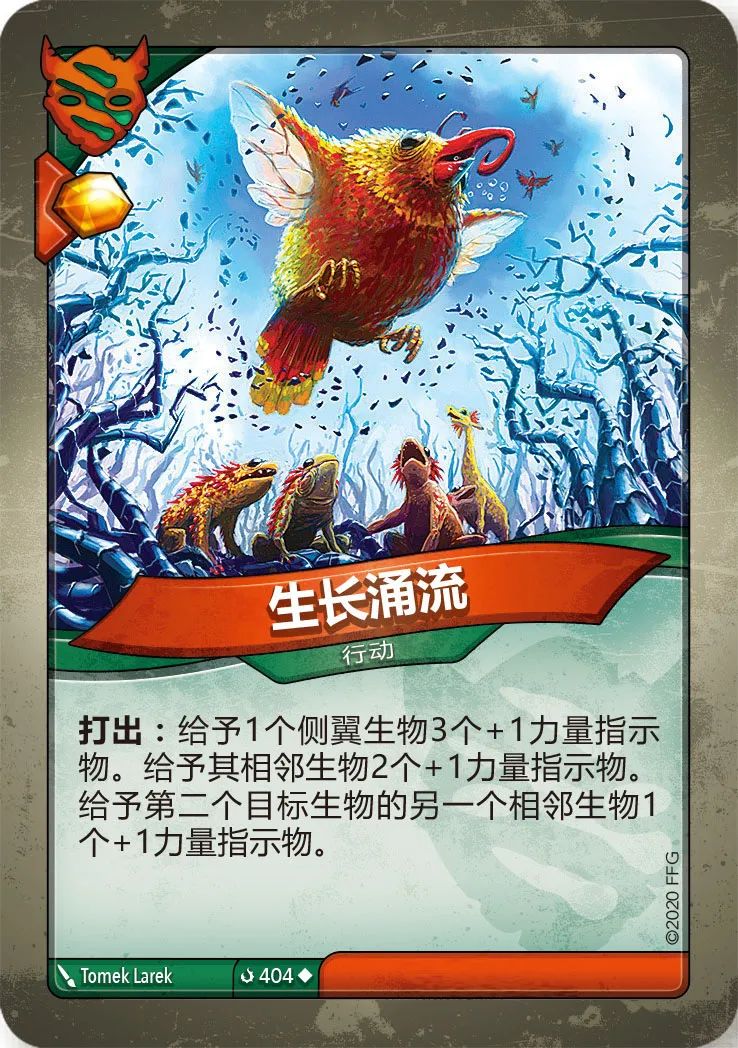 生长涌流
行动
打出：给予1个侧翼生物3个+1力量指示
物。给予其相邻生物2个+1力量指示物。
给予第二个目标生物的另一个相邻生物1
个+1力量指示物。
©2020 FFG
Tomek Larek
404